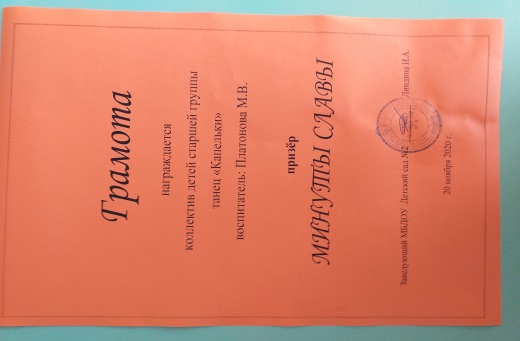 Грамота
награждается
коллектив детей старшей группы
танец «Капельки»
воспитатель: Платонова М.В.
призёр
МИНУТЫ СЛАВЫ
Заведующий МКДОУ Детский сад №2 Н.А.
20 ноября 2020 г.